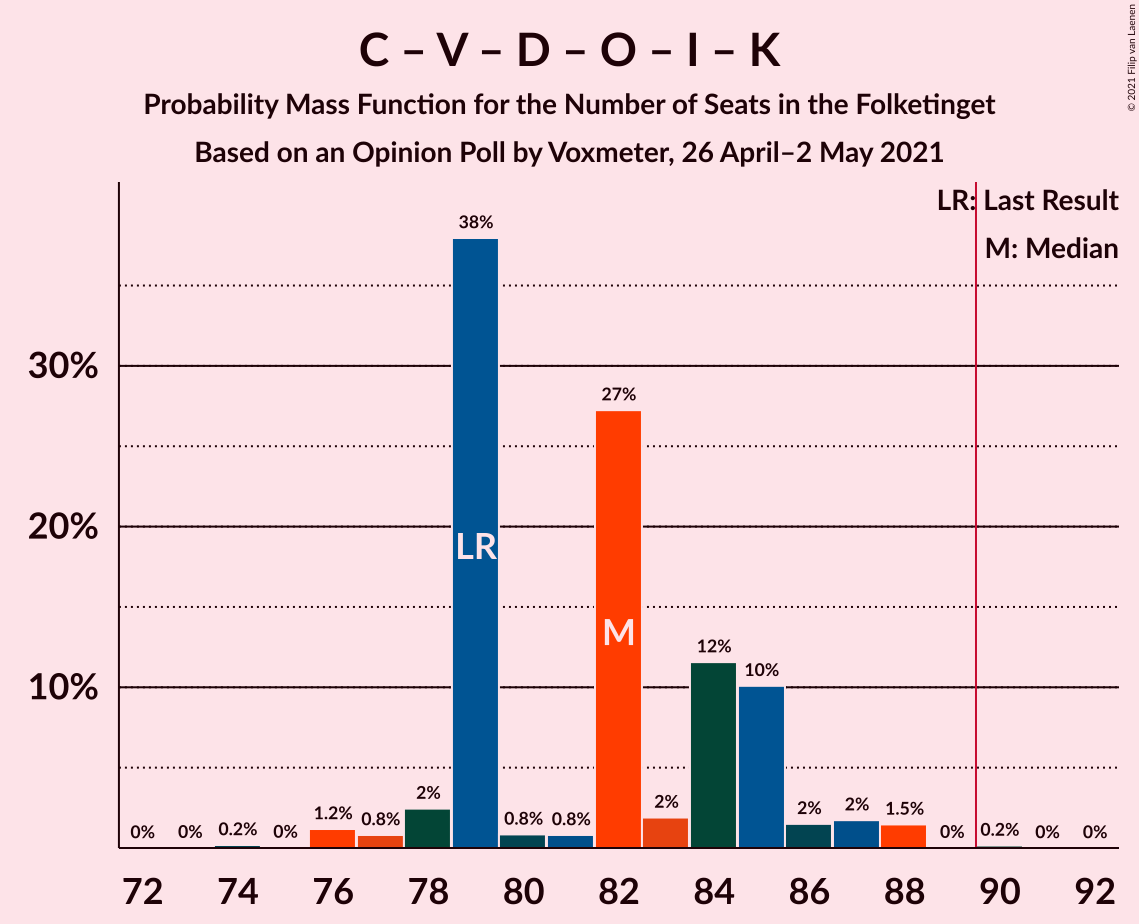 C – V – D – O – I – K
Probability Mass Function for the Number of Seats in the Folketinget
Based on an Opinion Poll by Voxmeter, 26 April–2 May 2021
© 2021 Filip van Laenen
LR: Last Result
M: Median
38%
30%
27%
20%
LR
M
12%
10%
10%
0% 0% 0.2% 0% 1.2% 0.8% 2% 0.8% 0.8% 2% 2% 2% 1.5% 0% 0.2% 0% 0%
72 74 76 78 80 82 84 86 88 90 92